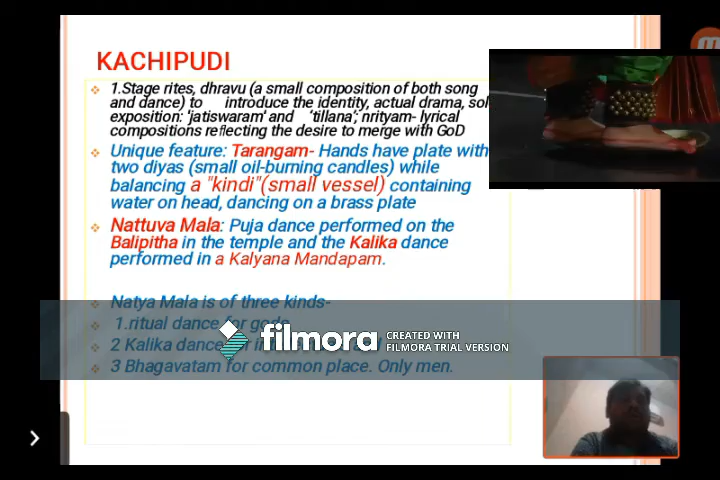 KACHIPUDI
1.Stage rites, dhravu (a small composition of both song
and dance) to introduce the identity, actual drama, sol
exposition: 'jatiswaram' and 'tillana'; nrityam- lyrical
compositions reflecting the desire to merge with GoD
Unique feature: Tarangam- Hands have plate with
two diyas (small oil-burning candles) while
balancing a "kindi"(small vessel) containing
water on head, dancing on a brass plate
Nattuva Mala: Puja dance performed on the
Balipitha in the temple and the Kalika dance
performed in a Kalyana Mandapam.
Natya Mala is of three kinds-
1.ritual dance for gods
2 Kalika dance
3 Bhagavatam for common place. Only men.
filmora
CREATED WITH
FILMORA TRIAL VERSION